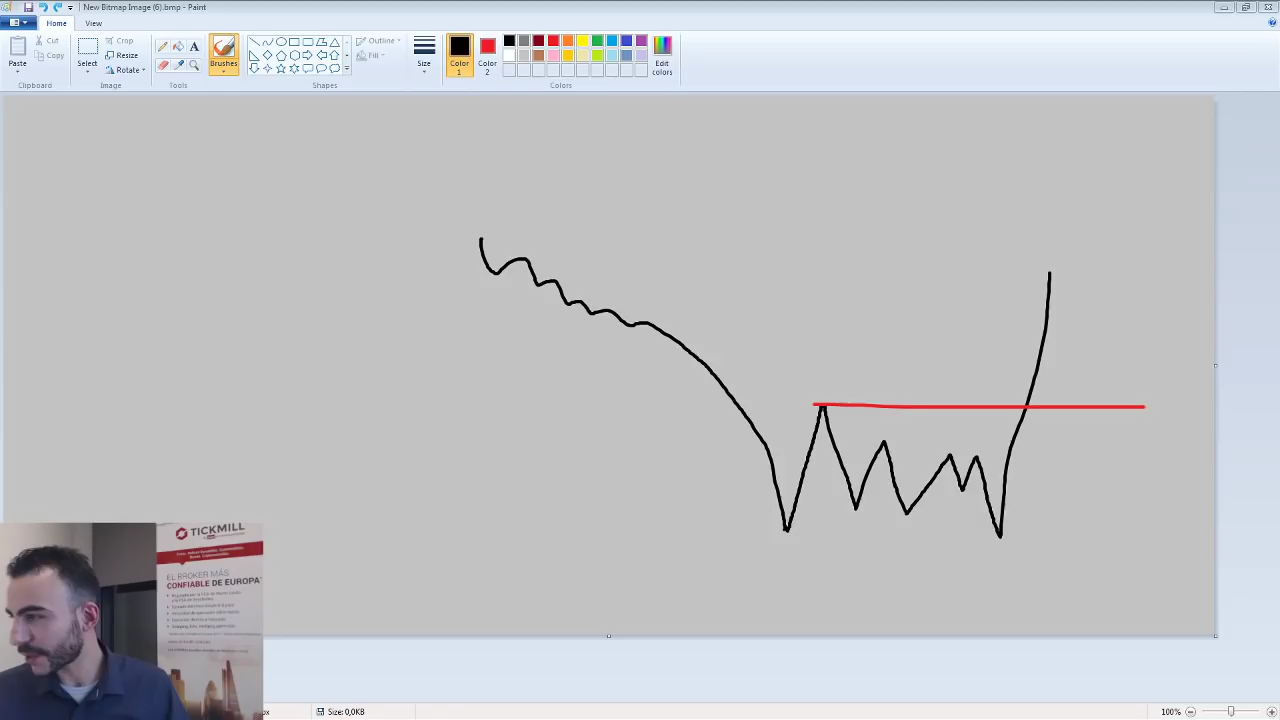 New Bitmap Image (6).bmp - Paint
Home
View
Cut
Copy
Paste
Clipboard
Crop
Resize
Rotate
Select
Image
A
Tools
Brushes
Outline
Fill
Shapes
Size
Color
1
Color
2
Edit
colors
Colors
TICKMILL
EL BROKER MÁS
CONFIABLE DE EUROPA
px
Size: 0,0KB
100%